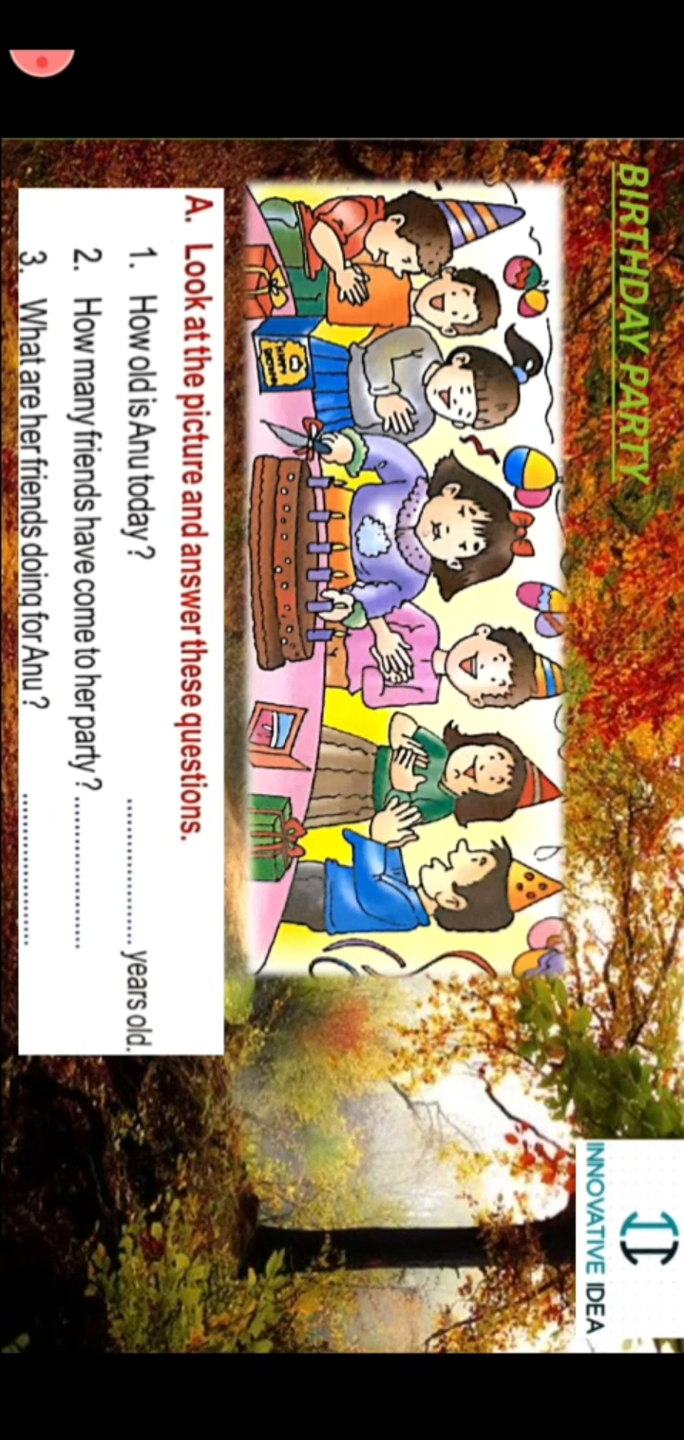 BIRTHDAY PARTY
INNOVATIVE IDEA
A. Look at the picture and answer these questions.
1. How old is Anu today? ..................... years old.
2. How many friends have come to her party? .....................
3. What are her friends doing for Anu? .....................